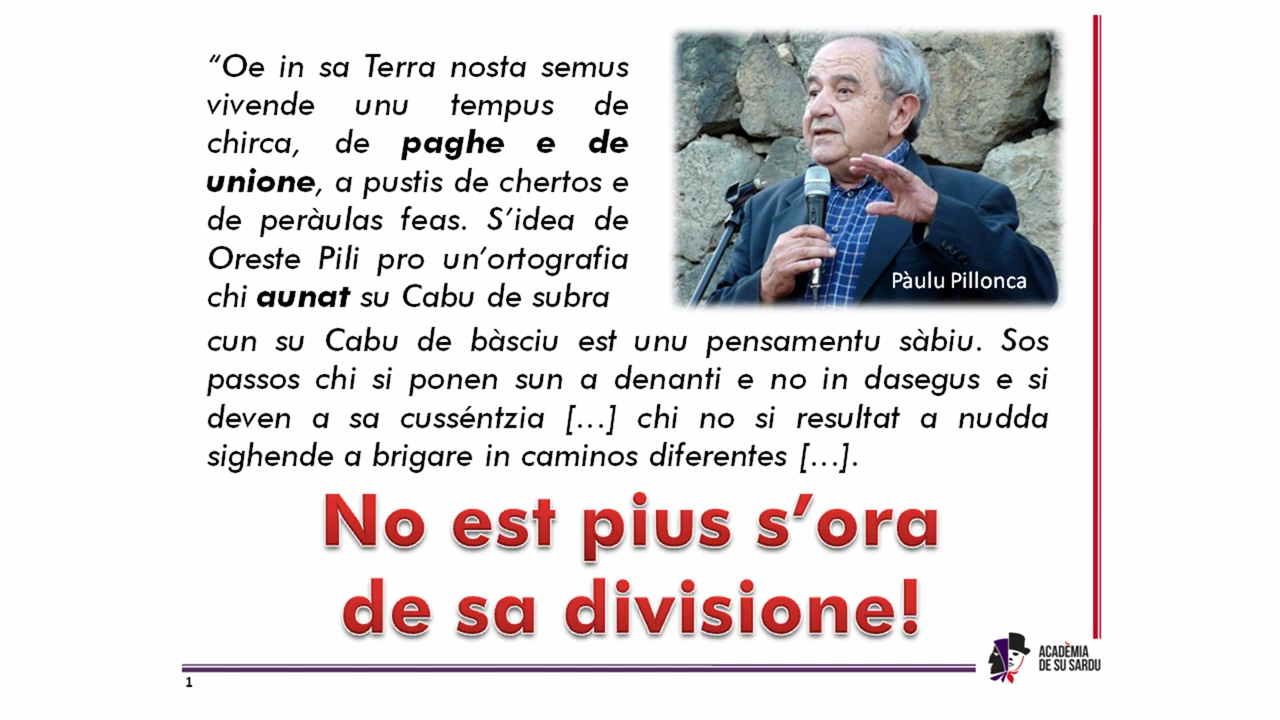 “Oe in sa Terra nosta semus
vivende unu tempus de
chirca, de paghe e de
unione, a pustis de chertos e
de peràulas feas. S’idea de
Oreste Pili pro un’ortografia
chi aunat su Cabu de subra
Pàulu Pillonca
cun su Cabu de bàsciu est unu pensamentu sàbiu. Sos
passos chi si ponen sun a denanti e no in dasegus e si
deven a sa cusséntzia [...] chi no si resultat a nudda
sighende a brigare in caminos diferentes [...].
No est pius s’ora
de sa divisione!
ACADÈMIA
DE SU SARDU
1